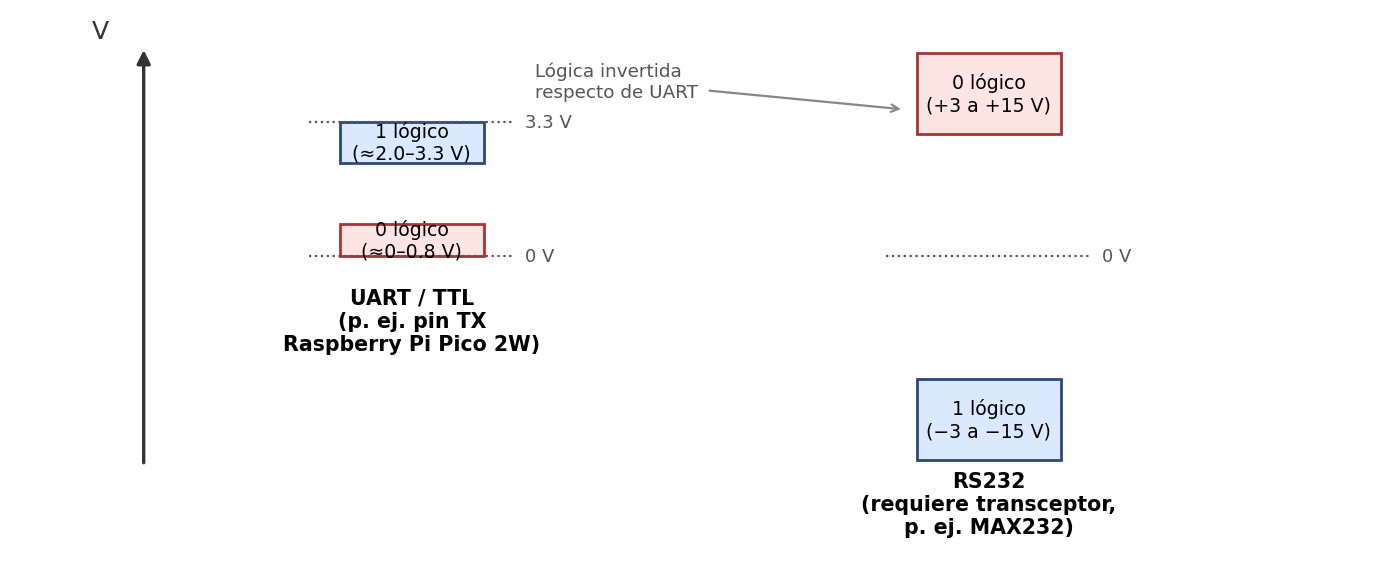 V
Lógica invertida
respecto de UART
3.3 V
1 lógico
(≈2.0–3.3 V)
0 lógico
(≈0–0.8 V)
0 V
UART / TTL
(p. ej. pin TX
Raspberry Pi Pico 2W)
0 lógico
(+3 a +15 V)
0 V
1 lógico
(−3 a −15 V)
RS232
(requiere transceptor,
p. ej. MAX232)